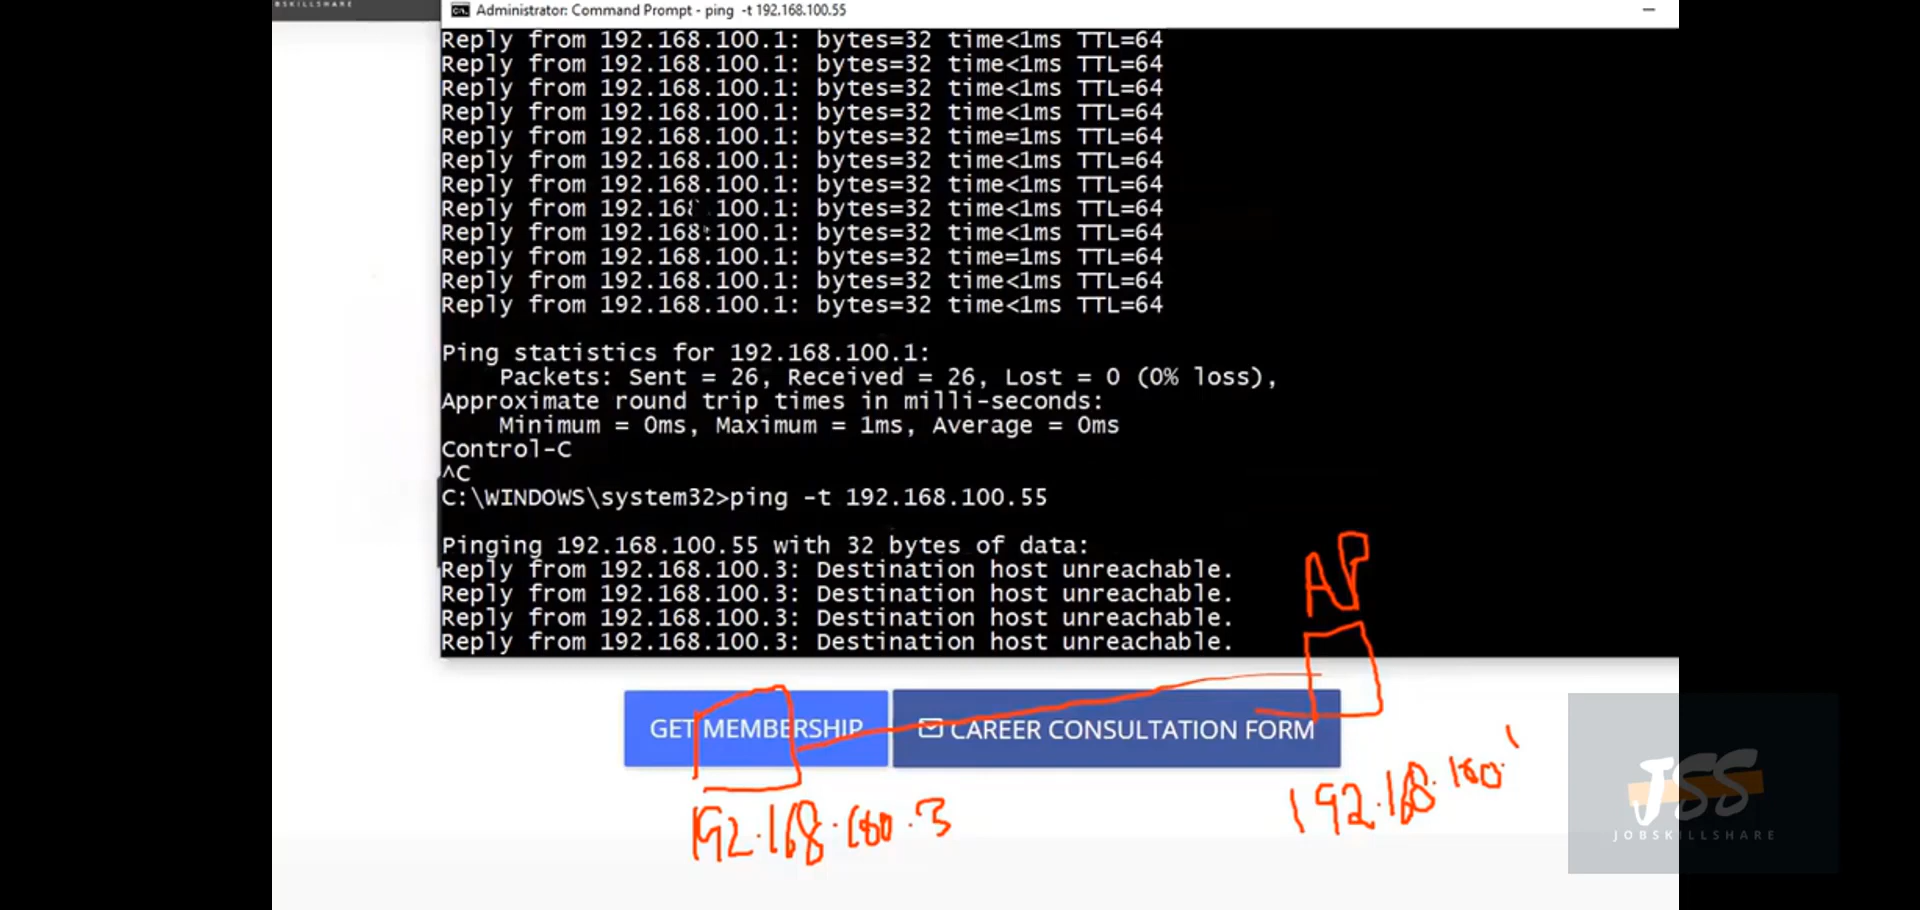 BSKILLSHARE
Administrator: Command Prompt - ping -t 192.168.100.55
Reply from 192.168.100.1: bytes=32 time<1ms TTL=64
Reply from 192.168.100.1: bytes=32 time<1ms TTL=64
Reply from 192.168.100.1: bytes=32 time<1ms TTL=64
Reply from 192.168.100.1: bytes=32 time<1ms TTL=64
Reply from 192.168.100.1: bytes=32 time=1ms TTL=64
Reply from 192.168.100.1: bytes=32 time<1ms TTL=64
Reply from 192.168.100.1: bytes=32 time<1ms TTL=64
Reply from 192.168.100.1: bytes=32 time<1ms TTL=64
Reply from 192.168.100.1: bytes=32 time<1ms TTL=64
Reply from 192.168.100.1: bytes=32 time=1ms TTL=64
Reply from 192.168.100.1: bytes=32 time<1ms TTL=64
Reply from 192.168.100.1: bytes=32 time<1ms TTL=64
Ping statistics for 192.168.100.1:
Packets: Sent = 26, Received = 26, Lost = 0 (0% loss),
Approximate round trip times in milli-seconds:
Minimum = 0ms, Maximum = 1ms, Average = 0ms
Control-C
^C
C:\WINDOWS\system32>ping -t 192.168.100.55
Pinging 192.168.100.55 with 32 bytes of data:
Reply from 192.168.100.3: Destination host unreachable.
Reply from 192.168.100.3: Destination host unreachable.
Reply from 192.168.100.3: Destination host unreachable.
Reply from 192.168.100.3: Destination host unreachable.
AP
GET MEMBERSHIP
CAREER CONSULTATION FORM
192.168.100.3
192.168.100.1
JSS
JOBSKILLSHARE